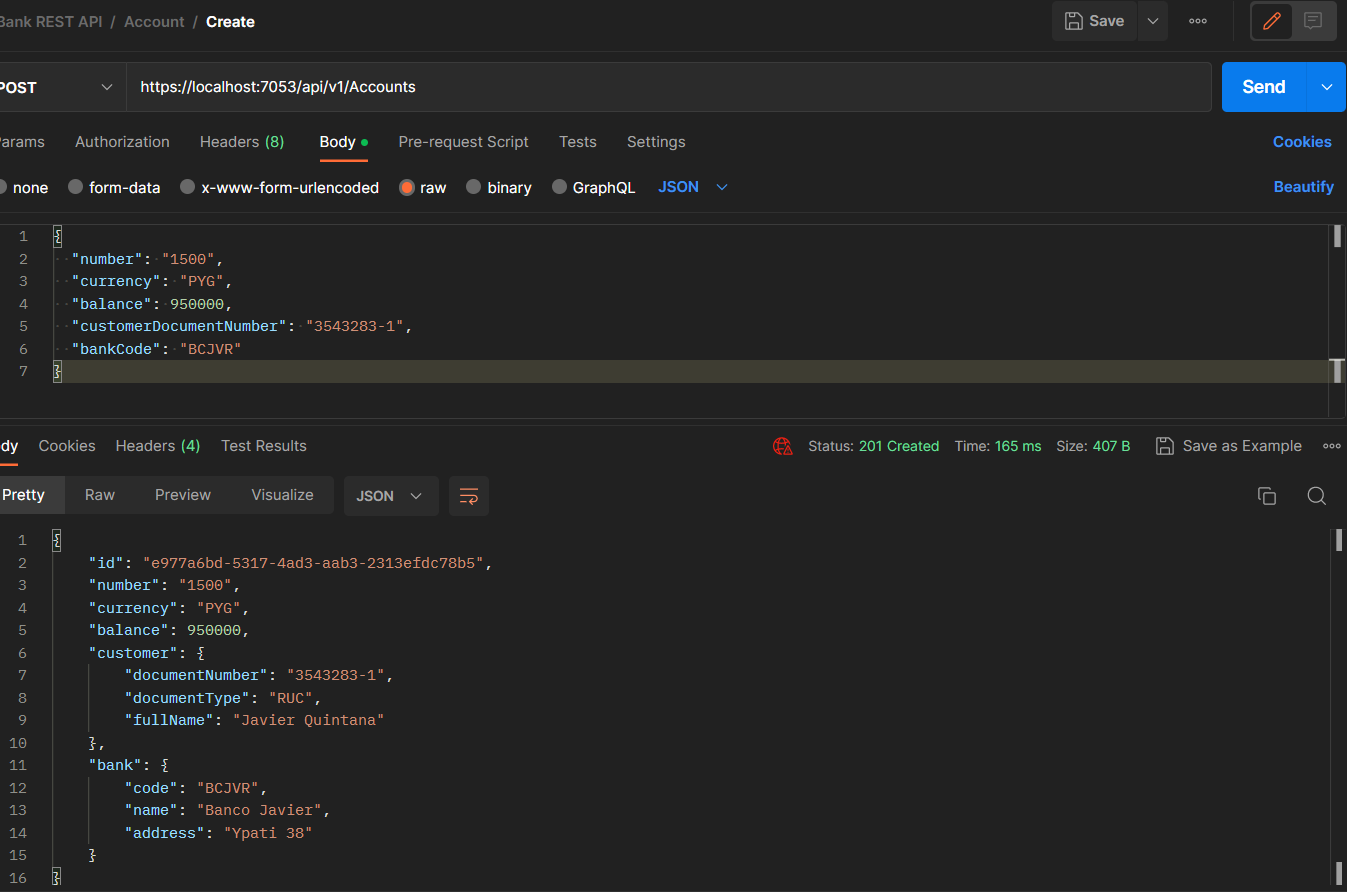 Bank REST API / Account / Create
Save
POST
https://localhost:7053/api/v1/Accounts
Send
Params Authorization Headers (8) Body Pre-request Script Tests Settings Cookies
none form-data x-www-form-urlencoded raw binary GraphQL JSON Beautify
1 {
2 "number": "1500",
3 "currency": "PYG",
4 "balance": 950000,
5 "customerDocumentNumber": "3543283-1",
6 "bankCode": "BCJVR"
7 }
Body Cookies Headers (4) Test Results Status: 201 Created Time: 165 ms Size: 407 B Save as Example
Pretty Raw Preview Visualize JSON
1 {
2 "id": "e977a6bd-5317-4ad3-aab3-2313efdc78b5",
3 "number": "1500",
4 "currency": "PYG",
5 "balance": 950000,
6 "customer": {
7 "documentNumber": "3543283-1",
8 "documentType": "RUC",
9 "fullName": "Javier Quintana"
10 },
11 "bank": {
12 "code": "BCJVR",
13 "name": "Banco Javier",
14 "address": "Ypati 38"
15 }
16 }